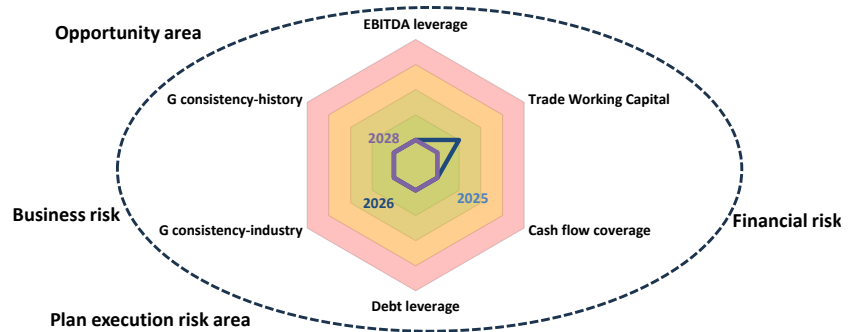 EBITDA leverage
Opportunity area
G consistency-history
Trade Working Capital
2028
2026
2025
Business risk
Financial risk
G consistency-industry
Cash flow coverage
Debt leverage
Plan execution risk area